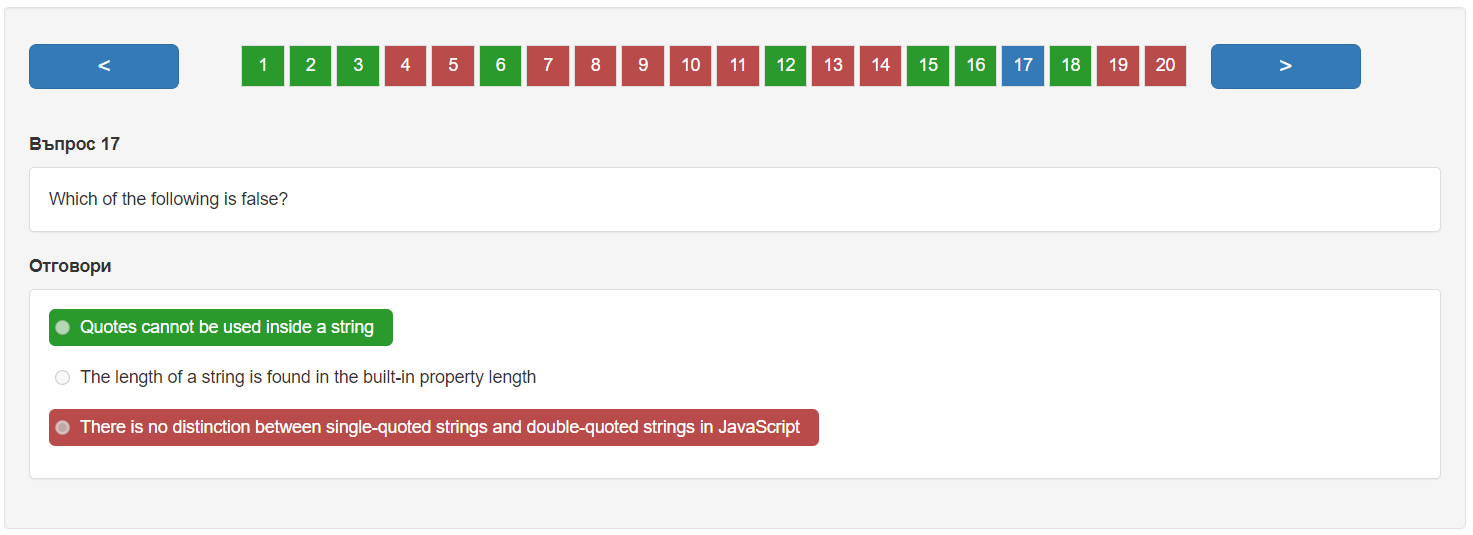 < 1 2 3 4 5 6 7 8 9 10 11 12 13 14 15 16 17 18 19 20 >
Въпрос 17
Which of the following is false?
Отговори
Quotes cannot be used inside a string
The length of a string is found in the built-in property length
There is no distinction between single-quoted strings and double-quoted strings in JavaScript